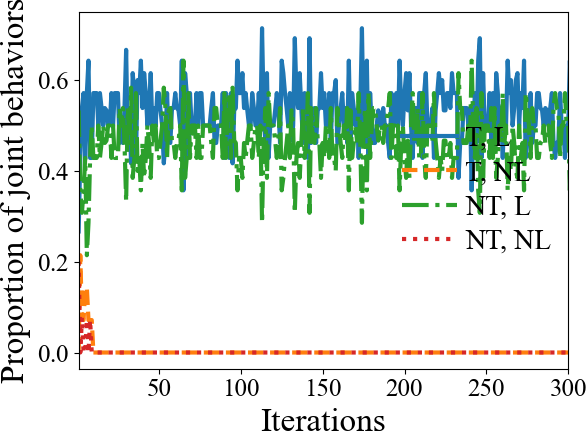 Proportion of joint behaviors
0.6
0.4
0.2
0.0
T, L
T, NL
NT, L
NT, NL
50 100 150 200 250 300
Iterations